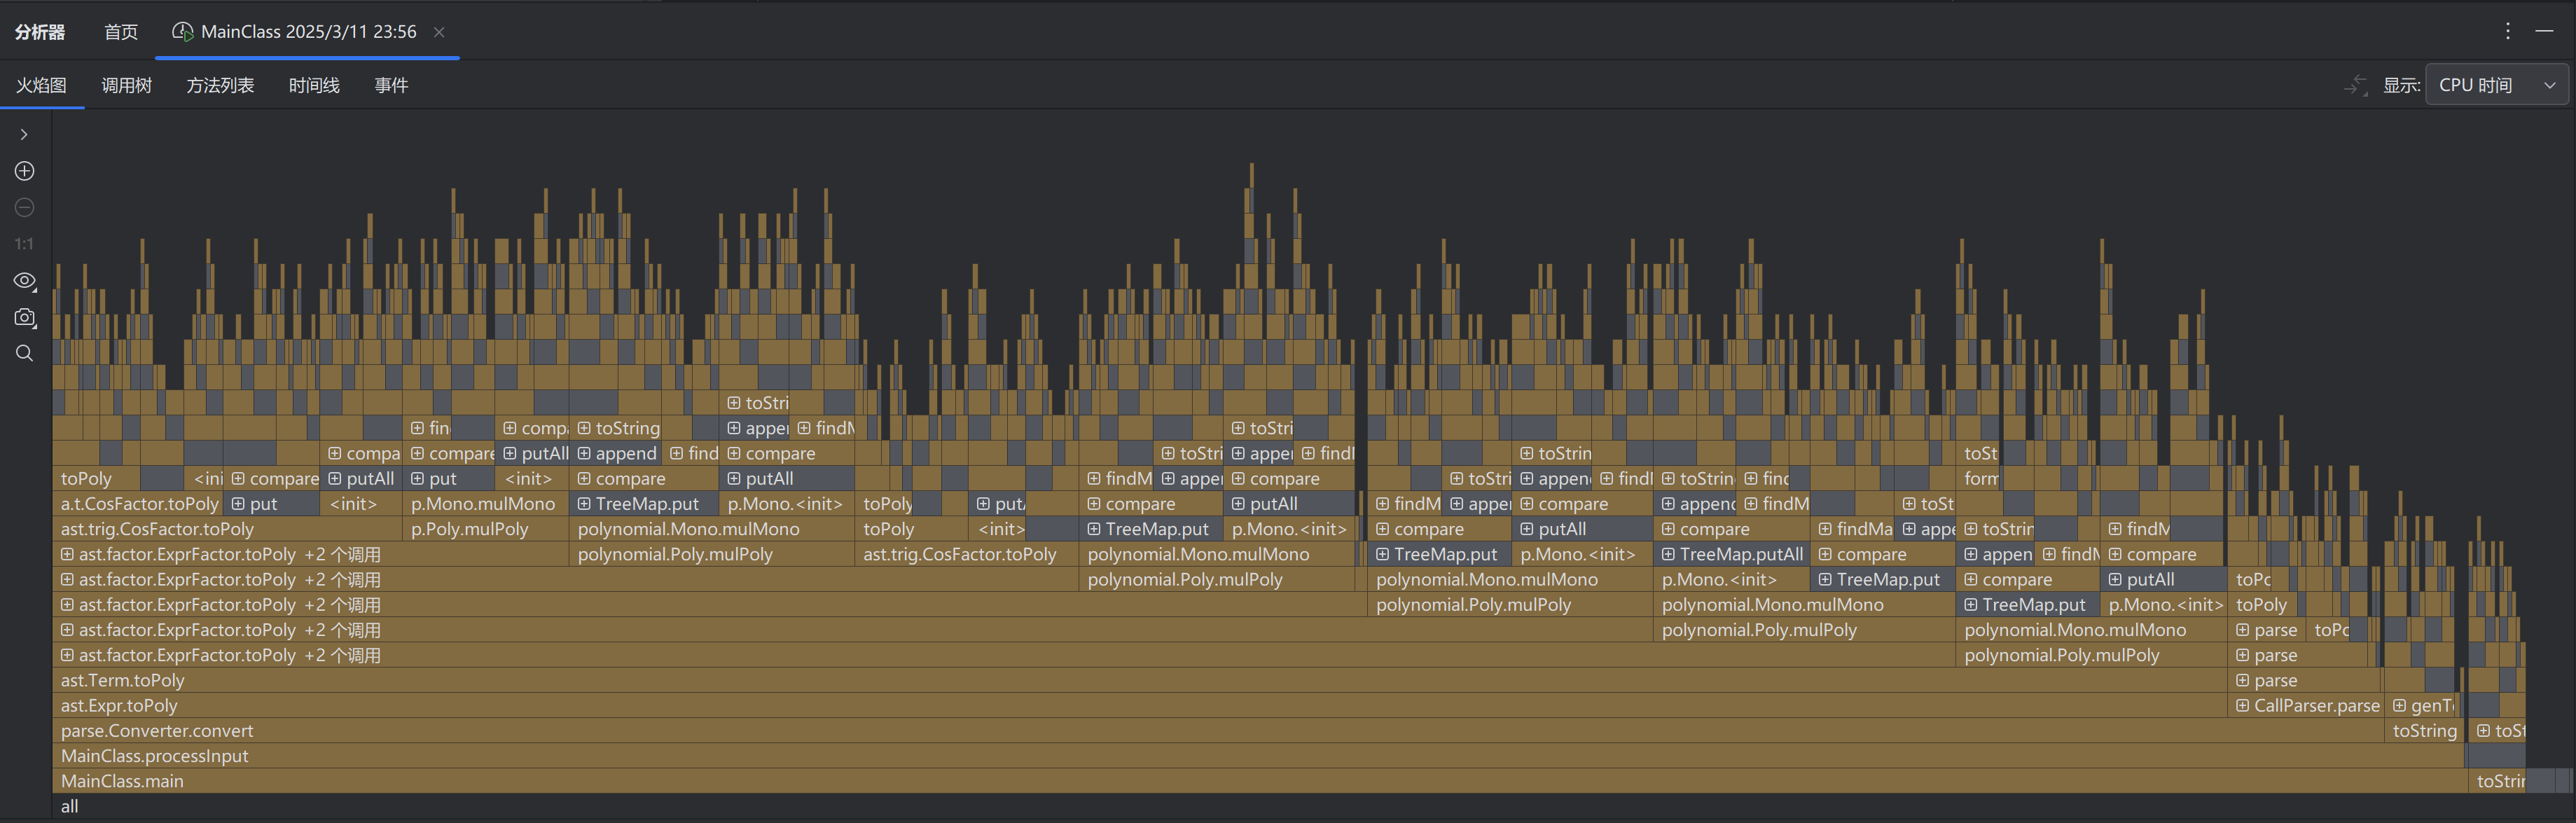 分析器 首页 MainClass 2025/3/11 23:56
火焰图 调用树 方法列表 时间线 事件 显示: CPU 时间
1:1
toStri
fin comp toString appe findM toStri
compa compare putAll append find compare toStri appe find toStrin toSt
toPoly <ini compare putAll put <init> compare putAll findM appe compare toStri appen find toStrin find form
a.t.CosFactor.toPoly put <init> p.Mono.mulMono TreeMap.put p.Mono.<init> toPoly put compare putAll findM appe compare append findM toSt
ast.trig.CosFactor.toPoly p.Poly.mulPoly polynomial.Mono.mulMono toPoly <init> TreeMap.put p.Mono.<init> compare putAll compare findMa appe toStrin findM
ast.factor.ExprFactor.toPoly +2 个调用 polynomial.Poly.mulPoly ast.trig.CosFactor.toPoly polynomial.Mono.mulMono TreeMap.put p.Mono.<init> TreeMap.putAll compare appen find compare
ast.factor.ExprFactor.toPoly +2 个调用 polynomial.Poly.mulPoly polynomial.Mono.mulMono p.Mono.<init> TreeMap.put compare putAll toPo
ast.factor.ExprFactor.toPoly +2 个调用 polynomial.Poly.mulPoly polynomial.Mono.mulMono TreeMap.put p.Mono.<init> toPoly
ast.factor.ExprFactor.toPoly +2 个调用 polynomial.Poly.mulPoly polynomial.Mono.mulMono parse toPo
ast.factor.ExprFactor.toPoly +2 个调用 polynomial.Poly.mulPoly parse
ast.Term.toPoly parse
ast.Expr.toPoly CallParser.parse genT
parse.Converter.convert toString toSt
MainClass.processInput
MainClass.main toStrin
all